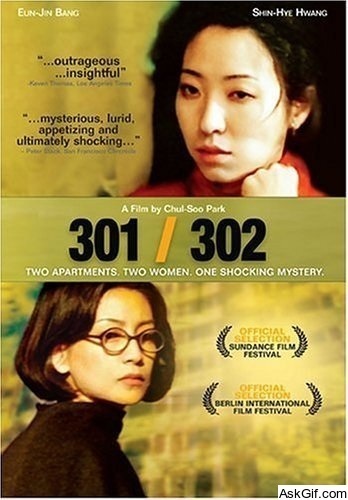 EUN-JIN BANG
SHIN-HYE HWANG
"...outrageous
...insightful"
-Keven Thomas, Los Angeles Times
"...mysterious, lurid,
appetizing and
ultimately shocking..."
- Peter Stack, San Francisco Chronicle
A Film by Chul-Soo Park
301 / 302
TWO APARTMENTS. TWO WOMEN. ONE SHOCKING MYSTERY.
OFFICIAL
SELECTION
SUNDANCE FILM
FESTIVAL
OFFICIAL
SELECTION
BERLIN INTERNATIONAL
FILM FESTIVAL
AskGif.com